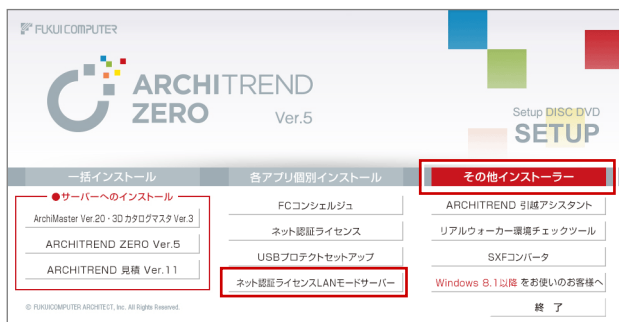 FUKUI COMPUTER
ARCHITREND
ZERO Ver.5
Setup DISC DVD
SETUP
一括インストール
各アプリ個別インストール
その他インストーラー
●サーバーへのインストール
ArchiMaster Ver.20・3Dカタログマスタ Ver.3
ARCHITREND ZERO Ver.5
ARCHITREND 見積 Ver.11
FCコンシェルジュ
ネット認証ライセンス
USBプロテクトセットアップ
ネット認証ライセンスLANモードサーバー
ARCHITREND 引越アシスタント
リアルウォーカー環境チェックツール
SXFコンバータ
Windows 8.1以降 をお使いのお客様へ
終 了
© FUKUICOMPUTER ARCHITECT, Inc. All Rights Reserved.